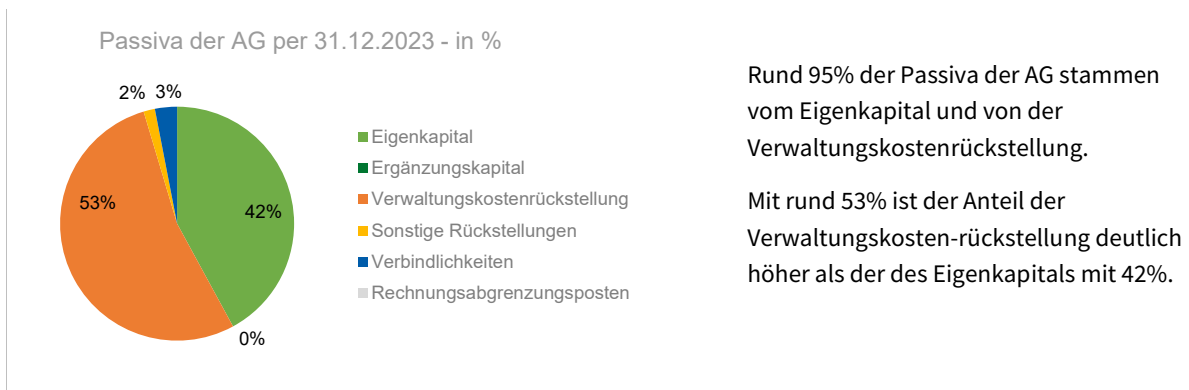 Passiva der AG per 31.12.2023 - in %
2% 3%
53%
42%
0%
Eigenkapital
Ergänzungskapital
Verwaltungskostenrückstellung
Sonstige Rückstellungen
Verbindlichkeiten
Rechnungsabgrenzungsposten
Rund 95% der Passiva der AG stammen
vom Eigenkapital und von der
Verwaltungskostenrückstellung.
Mit rund 53% ist der Anteil der
Verwaltungskosten-rückstellung deutlich
höher als der des Eigenkapitals mit 42%.